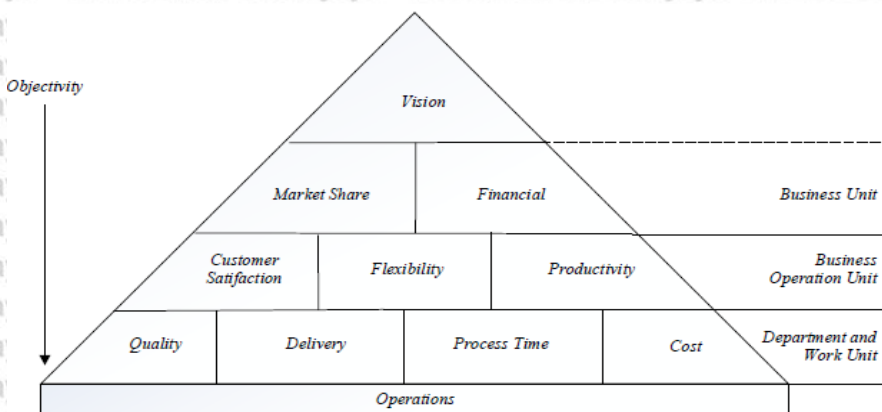 Objectivity
Vision
Market Share
Financial
Business Unit
Customer
Satifaction
Flexibility
Productivity
Business
Operation Unit
Quality
Delivery
Process Time
Cost
Department and
Work Unit
Operations